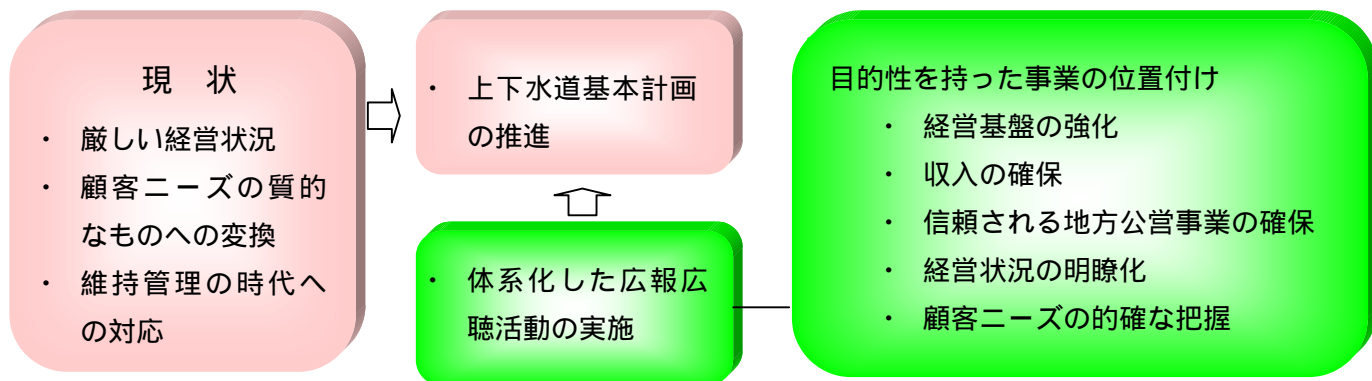 現　状
・ 厳しい経営状況
・ 顧客ニーズの質的
なものへの変換
・ 維持管理の時代へ
の対応
・ 上下水道基本計画
の推進
・ 体系化した広報広
聴活動の実施
目的性を持った事業の位置付け
・ 経営基盤の強化
・ 収入の確保
・ 信頼される地方公営事業の確保
・ 経営状況の明瞭化
・ 顧客ニーズの的確な把握